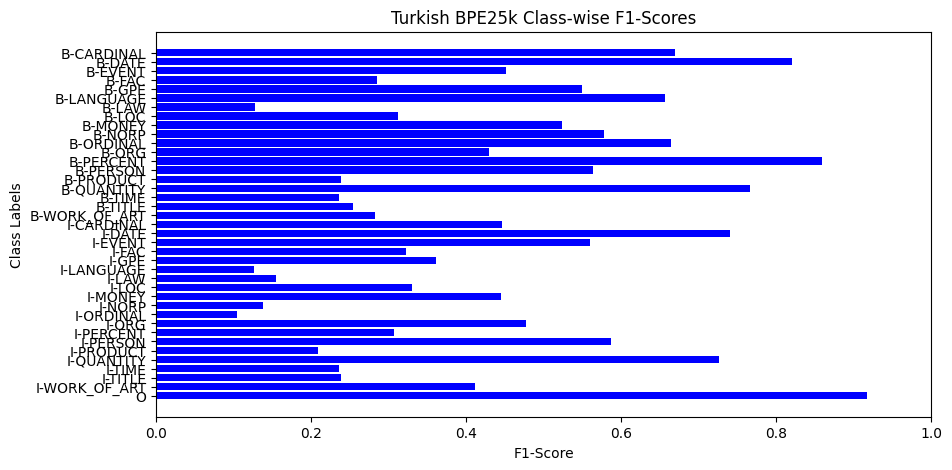 Turkish BPE25k Class-wise F1-Scores
B-CARDINAL
B-DATE
B-EVENT
B-FAC
B-GPE
B-LANGUAGE
B-LAW
B-LOC
B-MONEY
B-NORP
B-ORDINAL
B-ORG
B-PERCENT
B-PERSON
B-PRODUCT
B-QUANTITY
B-TIME
B-TITLE
B-WORK_OF_ART
I-CARDINAL
I-DATE
I-EVENT
I-FAC
I-GPE
I-LANGUAGE
I-LAW
I-LOC
I-MONEY
I-NORP
I-ORDINAL
I-ORG
I-PERCENT
I-PERSON
I-PRODUCT
I-QUANTITY
I-TIME
I-TITLE
I-WORK_OF_ART
O
Class Labels
0.0 0.2 0.4 0.6 0.8 1.0
F1-Score